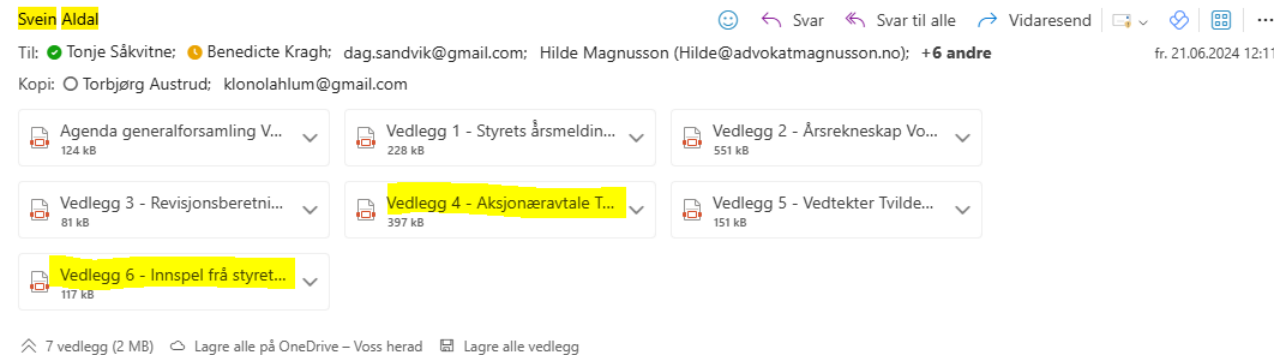 Svein Aldal
Svar Svar til alle Vidaresend
Til: Tonje Såkvitne; Benedicte Kragh; dag.sandvik@gmail.com; Hilde Magnusson (Hilde@advokatmagnusson.no); +6 andre
fr. 21.06.2024 12:11
Kopi: Torbjørg Austrud; klonolahlum@gmail.com
Agenda generalforsamling V...
124 kB
Vedlegg 1 - Styrets årsmeldin...
228 kB
Vedlegg 2 - Årsrekneskap Vo...
551 kB
Vedlegg 3 - Revisjonsberetni...
81 kB
Vedlegg 4 - Aksjonæravtale T...
397 kB
Vedlegg 5 - Vedtekter Tvilde...
151 kB
Vedlegg 6 - Innspel frå styret...
117 kB
7 vedlegg (2 MB) Lagre alle på OneDrive – Voss herad Lagre alle vedlegg